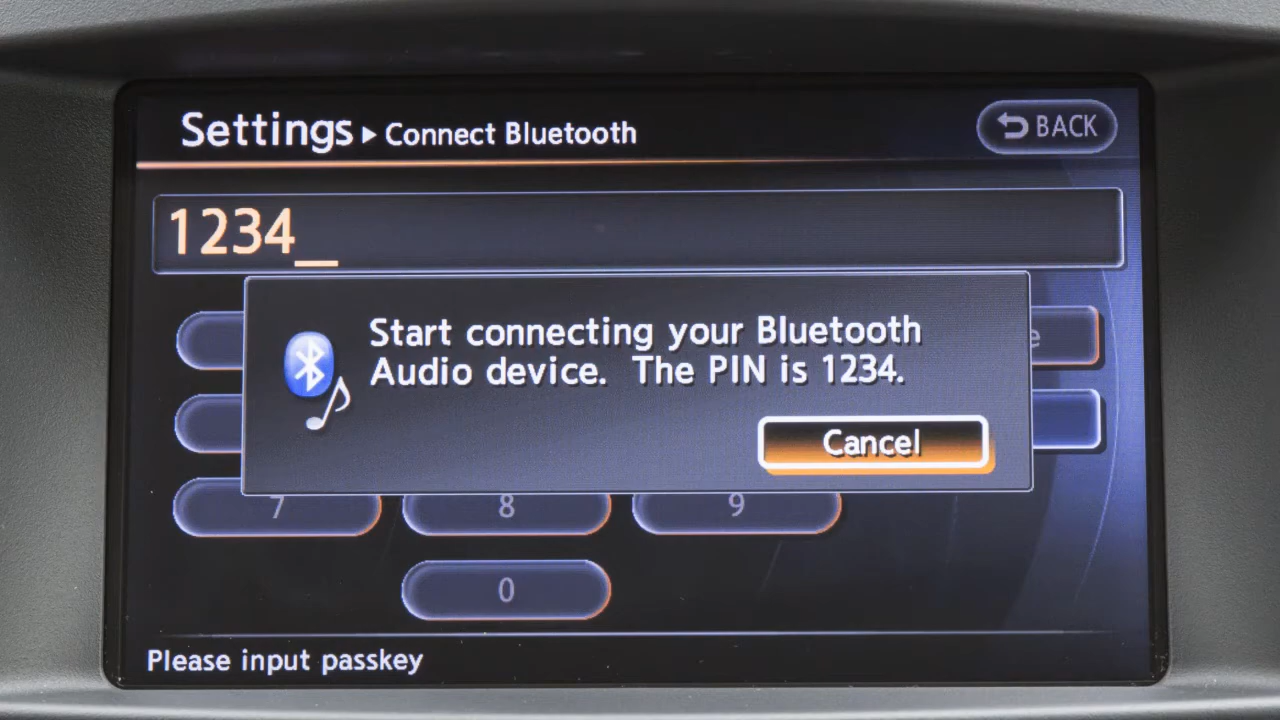 Settings ▶ Connect Bluetooth
BACK
1234_
Start connecting your Bluetooth
Audio device. The PIN is 1234.
Cancel
7 8 9
0
Please input passkey